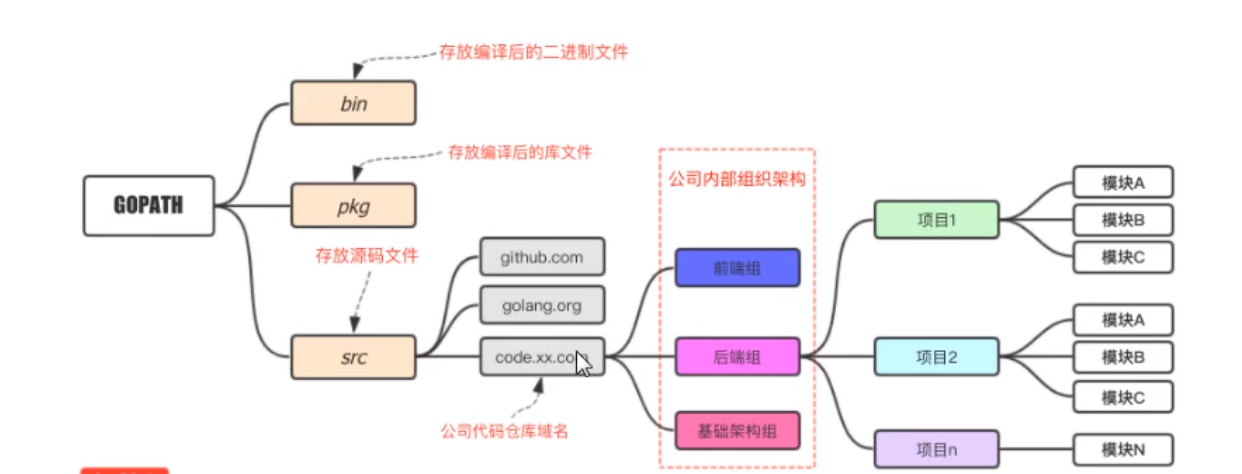 存放编译后的二进制文件
bin
存放编译后的库文件
GOPATH
pkg
存放源码文件
src
github.com
golang.org
code.xx.com
公司代码仓库域名
公司内部组织架构
前端组
后端组
基础架构组
项目1
模块A
模块B
模块C
项目2
模块A
模块B
模块C
项目n
模块N